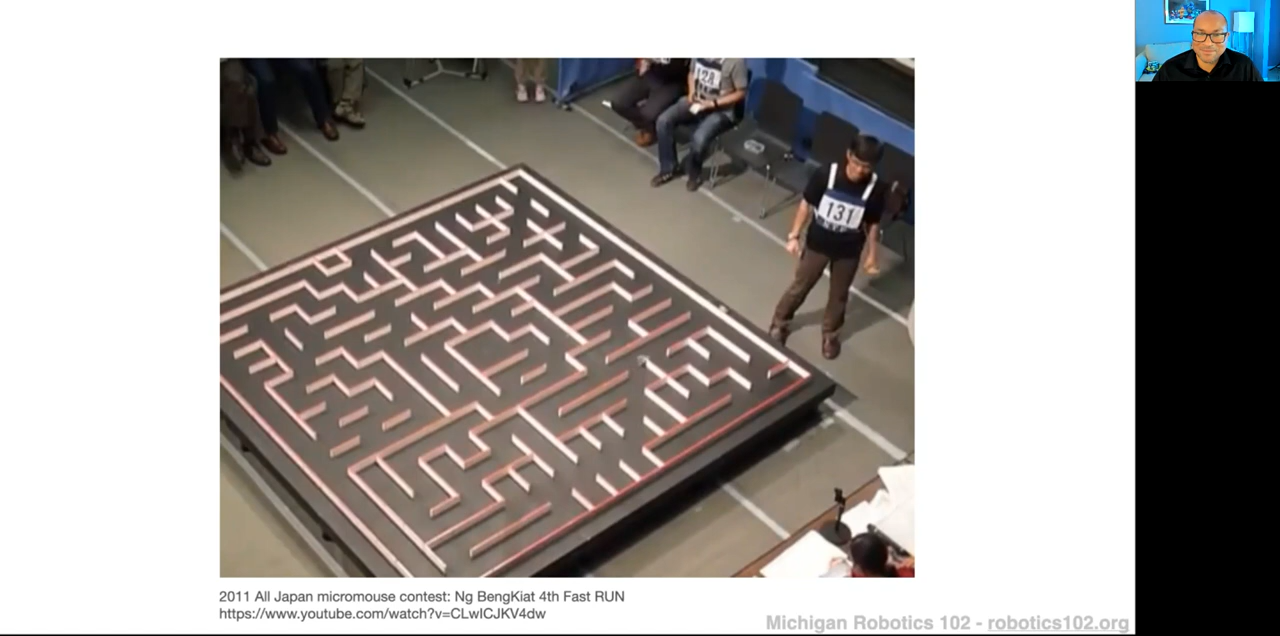 128
131
2011 All Japan micromouse contest: Ng BengKiat 4th Fast RUN
https://www.youtube.com/watch?v=CLwICJKV4dw
Michigan Robotics 102 - robotics102.org